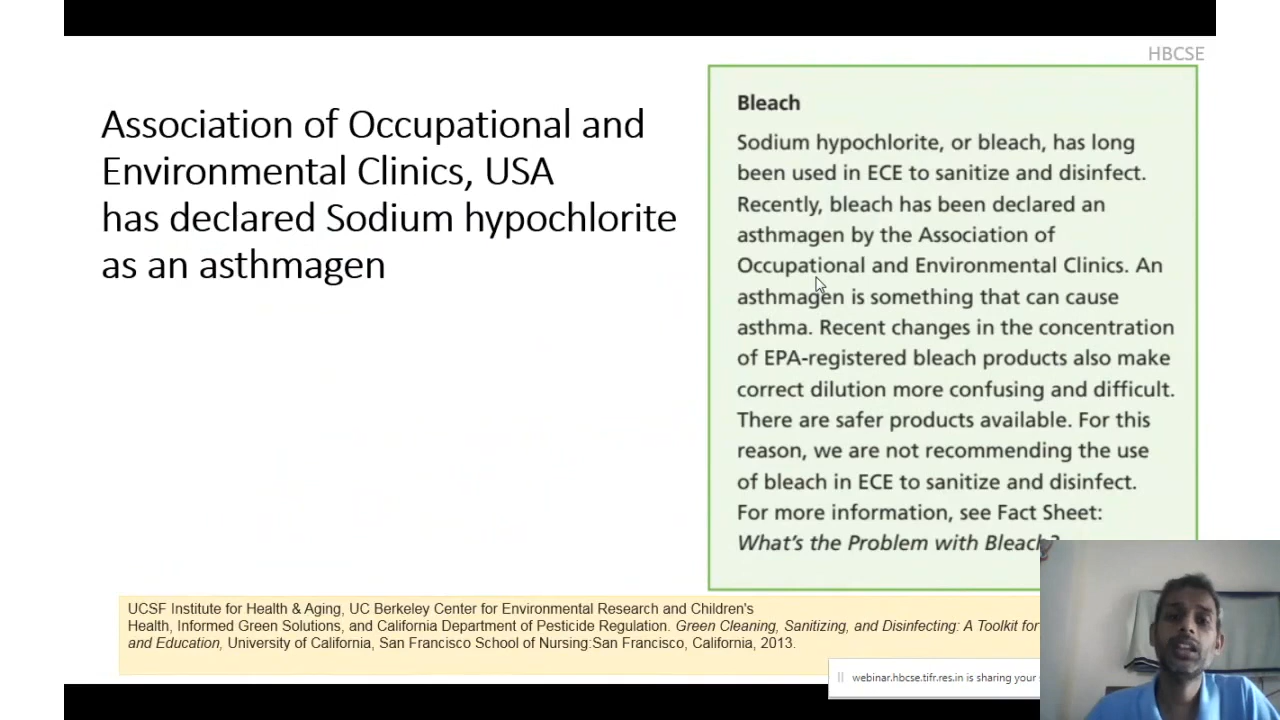 HBCSE
Association of Occupational and
Environmental Clinics, USA
has declared Sodium hypochlorite
as an asthmagen
Bleach
Sodium hypochlorite, or bleach, has long
been used in ECE to sanitize and disinfect.
Recently, bleach has been declared an
asthmagen by the Association of
Occupational and Environmental Clinics. An
asthmagen is something that can cause
asthma. Recent changes in the concentration
of EPA-registered bleach products also make
correct dilution more confusing and difficult.
There are safer products available. For this
reason, we are not recommending the use
of bleach in ECE to sanitize and disinfect.
For more information, see Fact Sheet:
What's the Problem with Bleach?
UCSF Institute for Health & Aging, UC Berkeley Center for Environmental Research and Children's
Health, Informed Green Solutions, and California Department of Pesticide Regulation. Green Cleaning, Sanitizing, and Disinfecting: A Toolkit for
and Education, University of California, San Francisco School of Nursing:San Francisco, California, 2013.
webinar.hbcse.tifr.res.in is sharing your